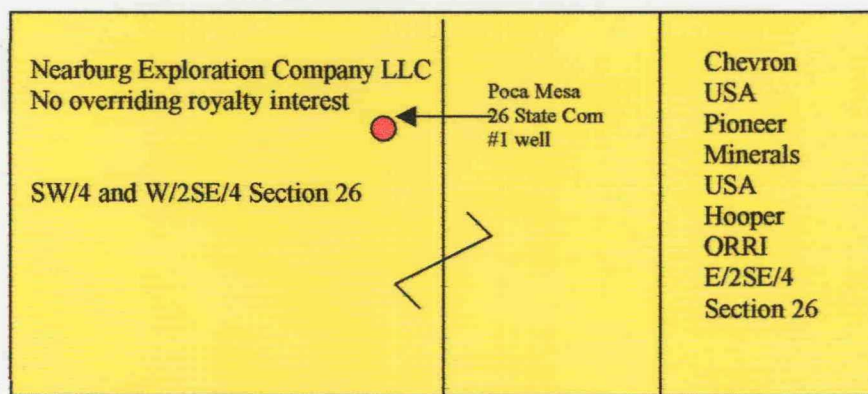 Nearburg Exploration Company LLC
No overriding royalty interest
SW/4 and W/2SE/4 Section 26
Poca Mesa
26 State Com
#1 well
Chevron
USA
Pioneer
Minerals
USA
Hooper
ORRI
E/2SE/4
Section 26